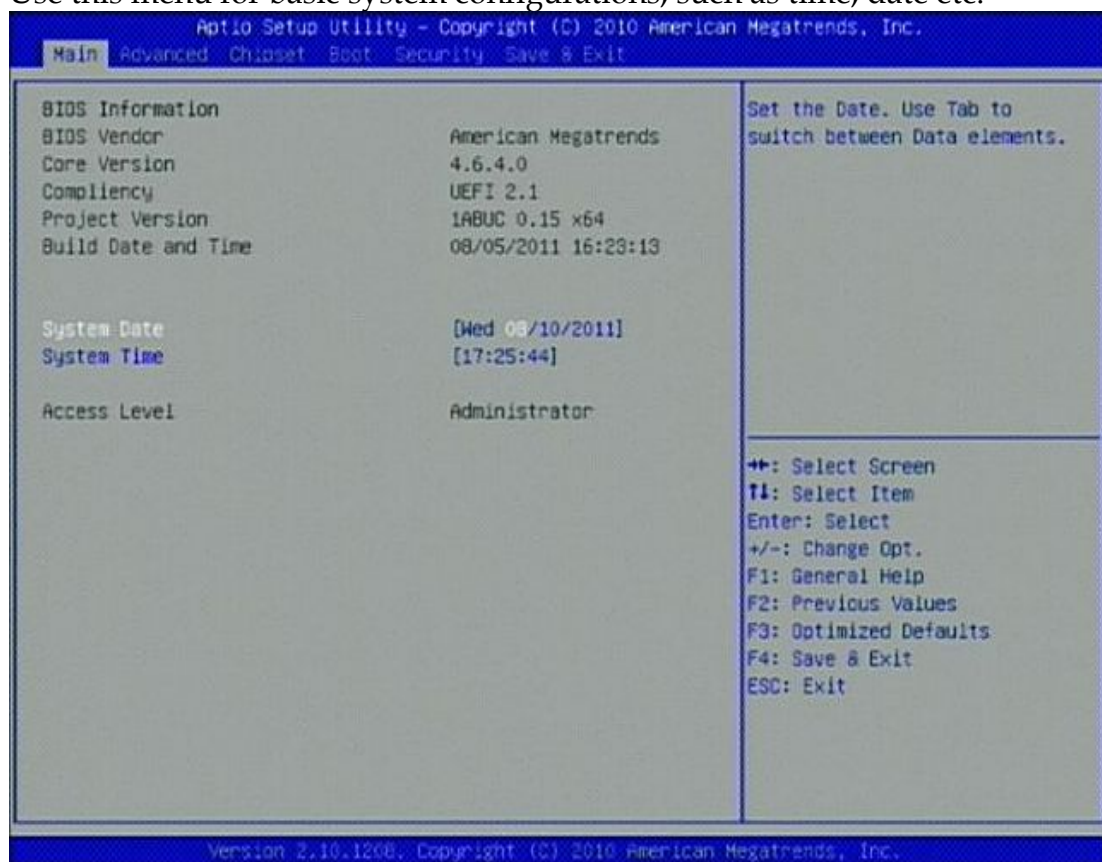 Use this menu for basic system configurations, such as time, date etc.
Aptio Setup Utility - Copyright (C) 2010 American Megatrends, Inc.
Main Advanced Chipset Boot Security Save & Exit
BIOS Information
BIOS Vendor American Megatrends
Core Version 4.6.4.0
Compliency UEFI 2.1
Project Version 1ABUC 0.15 x64
Build Date and Time 08/05/2011 16:23:13
System Date [Wed 08/10/2011]
System Time [17:25:44]
Access Level Administrator
Set the Date. Use Tab to
switch between Data elements.
→←: Select Screen
↑↓: Select Item
Enter: Select
+/-: Change Opt.
F1: General Help
F2: Previous Values
F3: Optimized Defaults
F4: Save & Exit
ESC: Exit
Version 2.10.1208. Copyright (C) 2010 American Megatrends, Inc.